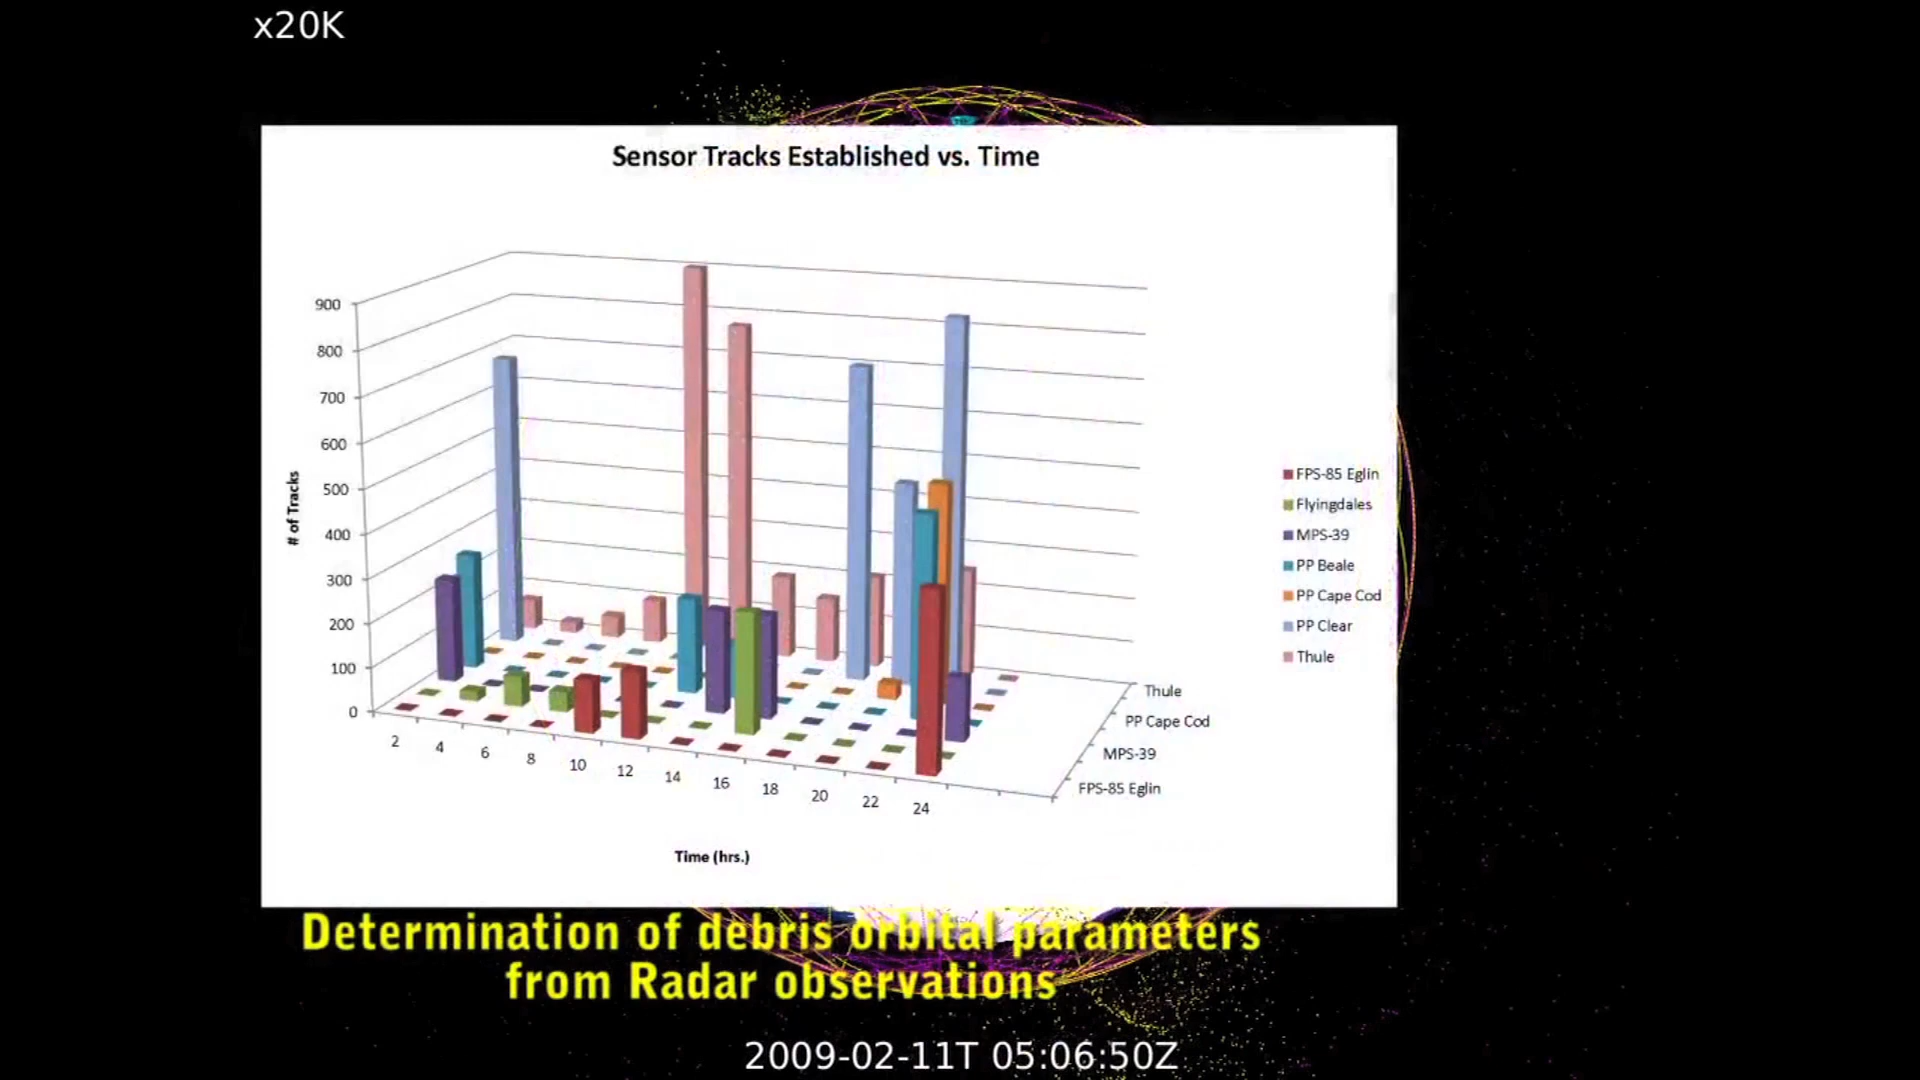 x20K
Sensor Tracks Established vs. Time
900
800
700
600
500
400
300
200
100
0
# of Tracks
2
4
6
8
10
12
14
16
18
20
22
24
Time (hrs.)
Thule
PP Cape Cod
MPS-39
FPS-85 Eglin
FPS-85 Eglin
Flyingdales
MPS-39
PP Beale
PP Cape Cod
PP Clear
Thule
Determination of debris orbital parameters
from Radar observations
2009-02-11T 05:06:50Z